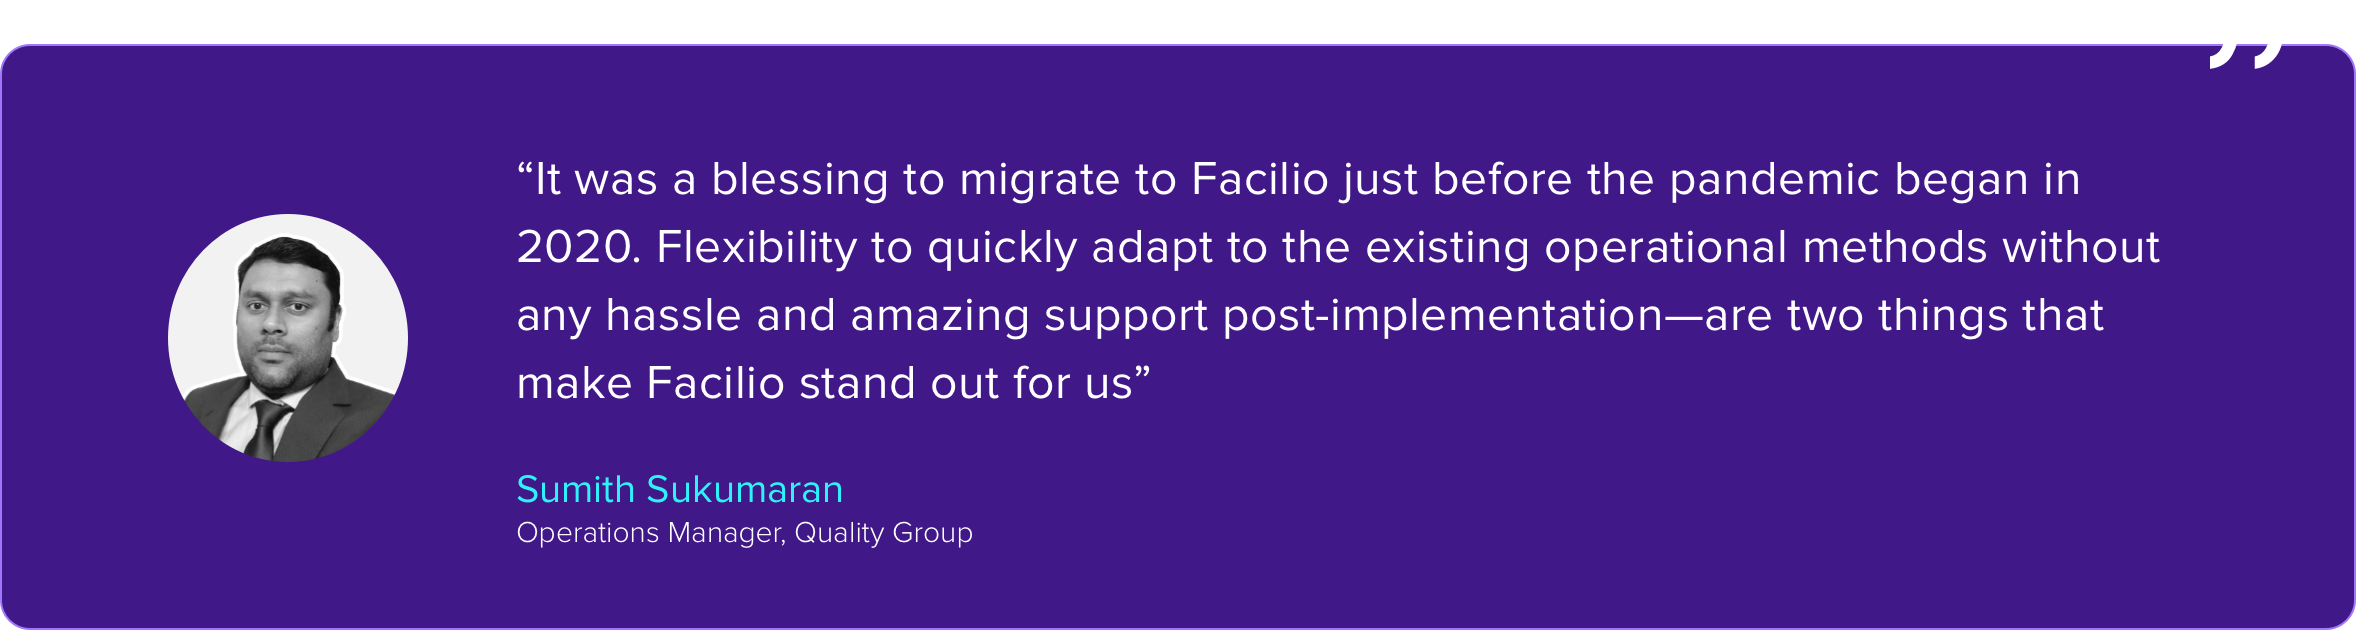 ”
“It was a blessing to migrate to Facilio just before the pandemic began in
2020. Flexibility to quickly adapt to the existing operational methods without
any hassle and amazing support post-implementation—are two things that
make Facilio stand out for us”
Sumith Sukumaran
Operations Manager, Quality Group